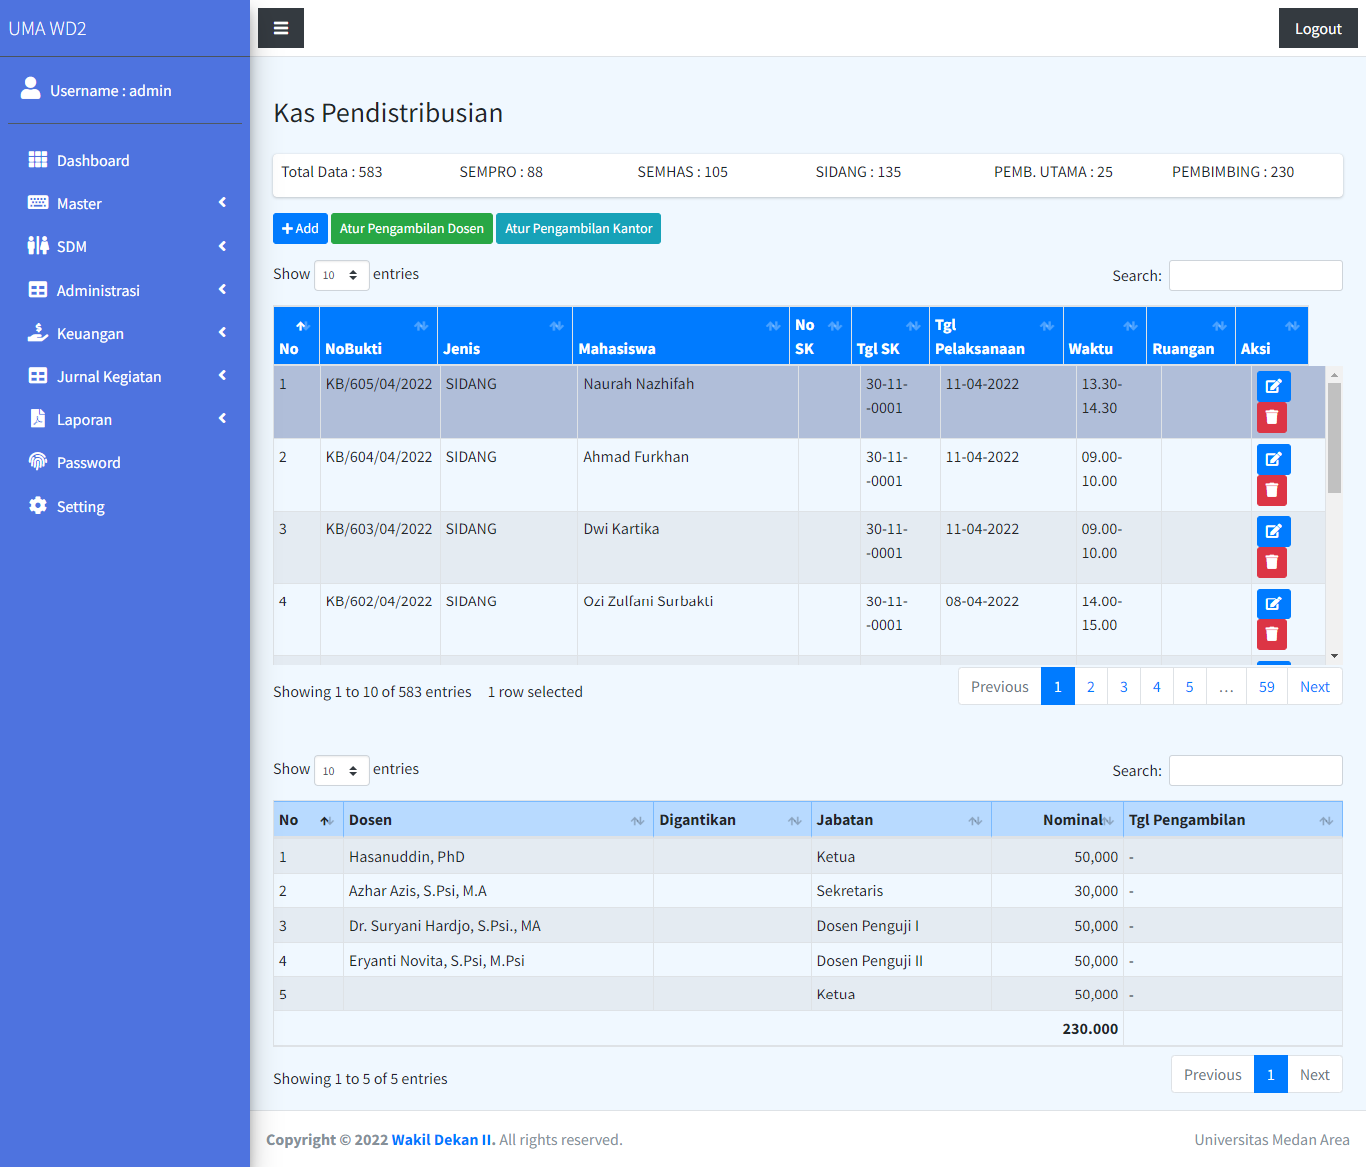 UMA WD2
Logout
Username : admin
Dashboard
Master
SDM
Administrasi
Keuangan
Jurnal Kegiatan
Laporan
Password
Setting
Kas Pendistribusian
Total Data : 583 SEMPRO : 88 SEMHAS : 105 SIDANG : 135 PEMB. UTAMA : 25 PEMBIMBING : 230
Add Atur Pengambilan Dosen Atur Pengambilan Kantor
Show 10 entries Search:
No NoBukti Jenis Mahasiswa No SK Tgl SK Tgl Pelaksanaan Waktu Ruangan Aksi
1 KB/605/04/2022 SIDANG Naurah Nazhifah 30-11- 11-04-2022 13.30-
-0001 14.30
2 KB/604/04/2022 SIDANG Ahmad Furkhan 30-11- 11-04-2022 09.00-
-0001 10.00
3 KB/603/04/2022 SIDANG Dwi Kartika 30-11- 11-04-2022 09.00-
-0001 10.00
4 KB/602/04/2022 SIDANG Ozi Zulfani Surbakti 30-11- 08-04-2022 14.00-
-0001 15.00
Showing 1 to 10 of 583 entries 1 row selected Previous 1 2 3 4 5 … 59 Next
Show 10 entries Search:
No Dosen Digantikan Jabatan Nominal Tgl Pengambilan
1 Hasanuddin, PhD Ketua 50,000 -
2 Azhar Azis, S.Psi, M.A Sekretaris 30,000 -
3 Dr. Suryani Hardjo, S.Psi., MA Dosen Penguji I 50,000 -
4 Eryanti Novita, S.Psi, M.Psi Dosen Penguji II 50,000 -
5 Ketua 50,000 -
230.000
Showing 1 to 5 of 5 entries Previous 1 Next
Copyright © 2022 Wakil Dekan II. All rights reserved. Universitas Medan Area